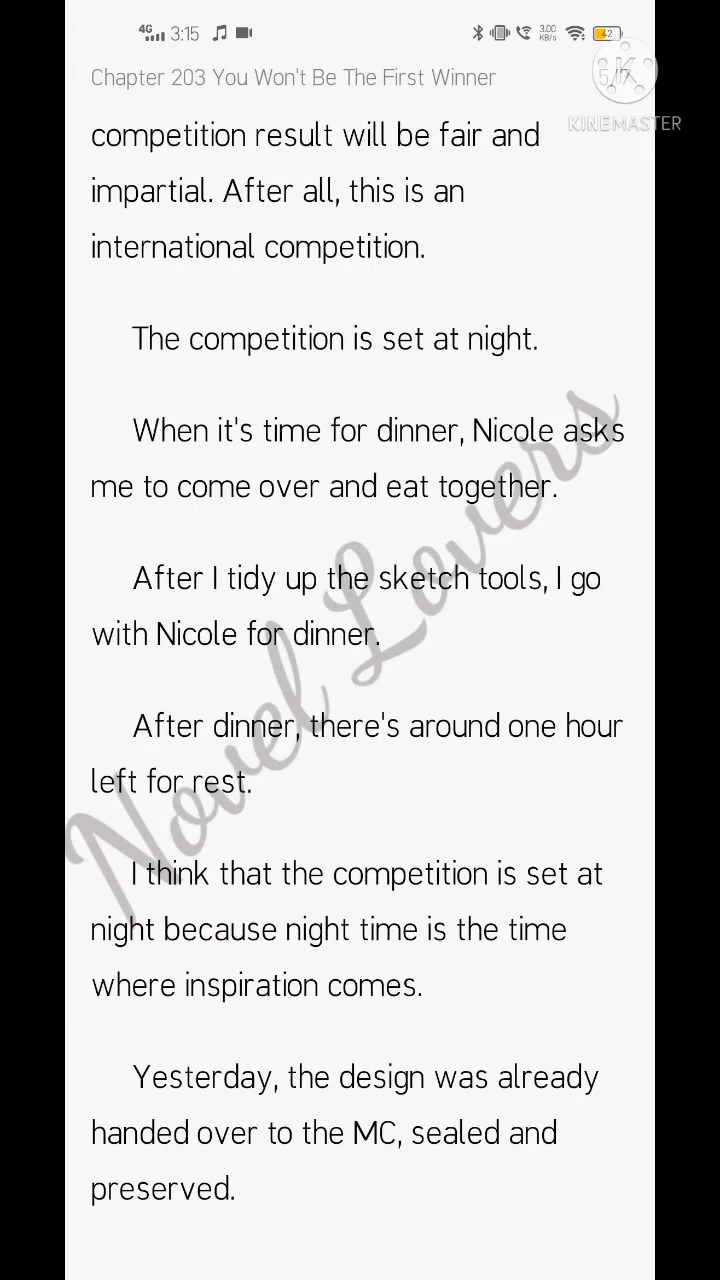 4G 3:15 3.00 KB/s 42
Chapter 203 You Won't Be The First Winner
KINEMASTER
competition result will be fair and
impartial. After all, this is an
international competition.
The competition is set at night.
When it's time for dinner, Nicole asks
me to come over and eat together.
After I tidy up the sketch tools, I go
with Nicole for dinner.
After dinner, there's around one hour
left for rest.
I think that the competition is set at
night because night time is the time
where inspiration comes.
Yesterday, the design was already
handed over to the MC, sealed and
preserved.
Novel Lovers